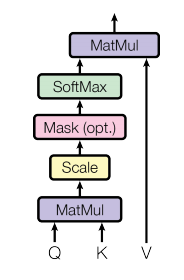 MatMul
SoftMax
Mask (opt.)
Scale
MatMul
Q K V